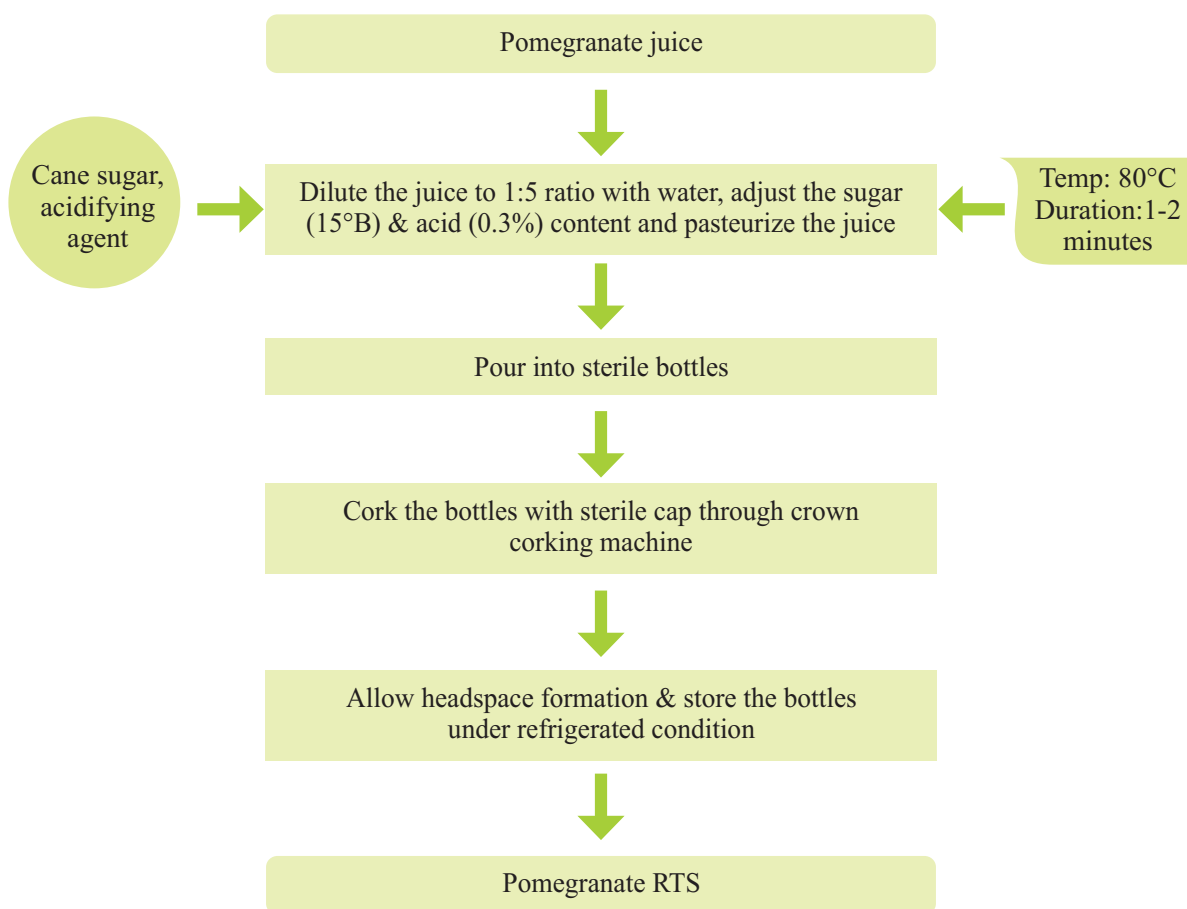 Pomegranate juice
Cane sugar,
acidifying
agent
Dilute the juice to 1:5 ratio with water, adjust the sugar
(15°B) & acid (0.3%) content and pasteurize the juice
Temp: 80°C
Duration:1-2
minutes
Pour into sterile bottles
Cork the bottles with sterile cap through crown
corking machine
Allow headspace formation & store the bottles
under refrigerated condition
Pomegranate RTS